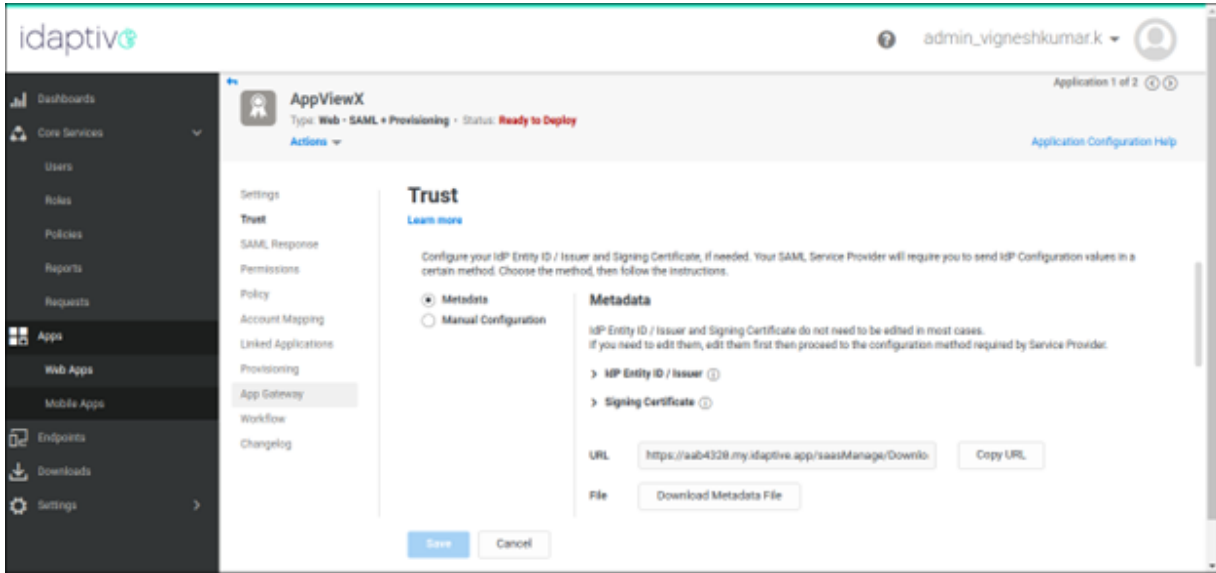 idaptive
admin_vigneshkumar.k
Application 1 of 2
AppViewX
Type: Web - SAML + Provisioning · Status: Ready to Deploy
Actions
Application Configuration Help
Dashboards
Core Services
Users
Roles
Policies
Reports
Requests
Apps
Web Apps
Mobile Apps
Endpoints
Downloads
Settings
Settings
Trust
SAML Response
Permissions
Policy
Account Mapping
Linked Applications
Provisioning
App Gateway
Workflow
Changelog
Trust
Learn more
Configure your IdP Entity ID / Issuer and Signing Certificate, if needed. Your SAML Service Provider will require you to send IdP Configuration values in a
certain method. Choose the method, then follow the instructions.
Metadata
Manual Configuration
Metadata
IdP Entity ID / Issuer and Signing Certificate do not need to be edited in most cases.
If you need to edit them, edit them first then proceed to the configuration method required by Service Provider.
IdP Entity ID / Issuer
Signing Certificate
URL https://aab4328.my.idaptive.app/saasManage/Downlo Copy URL
File Download Metadata File
Save Cancel